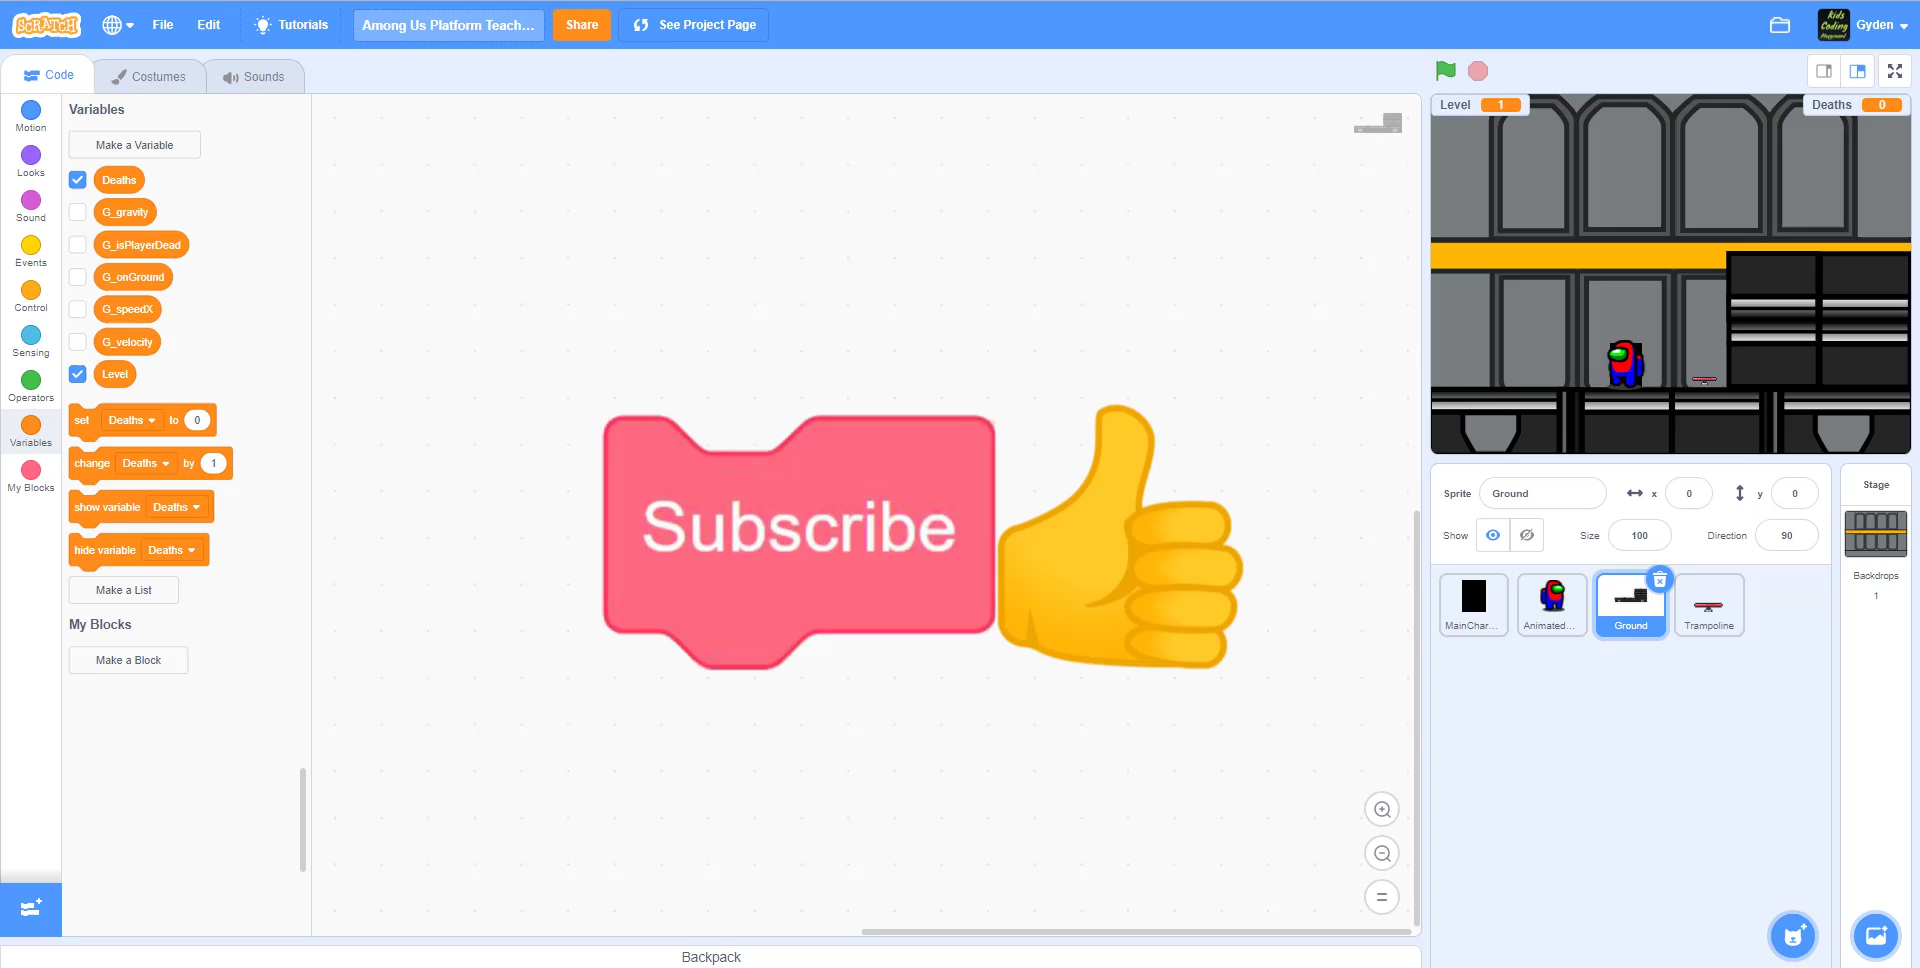 SCRATCH
File
Edit
Tutorials
Among Us Platform Teach...
Share
See Project Page
Kids
Coding
Playground
Gyden
Code
Costumes
Sounds
Motion
Looks
Sound
Events
Control
Sensing
Operators
Variables
My Blocks
Variables
Make a Variable
Deaths
G_gravity
G_isPlayerDead
G_onGround
G_speedX
G_velocity
Level
set Deaths to 0
change Deaths by 1
show variable Deaths
hide variable Deaths
Make a List
My Blocks
Make a Block
Subscribe
Backpack
Level 1
Deaths 0
Sprite Ground x 0 y 0
Show Size 100 Direction 90
MainChar...
Animated...
Ground
Trampoline
Stage
Backdrops
1